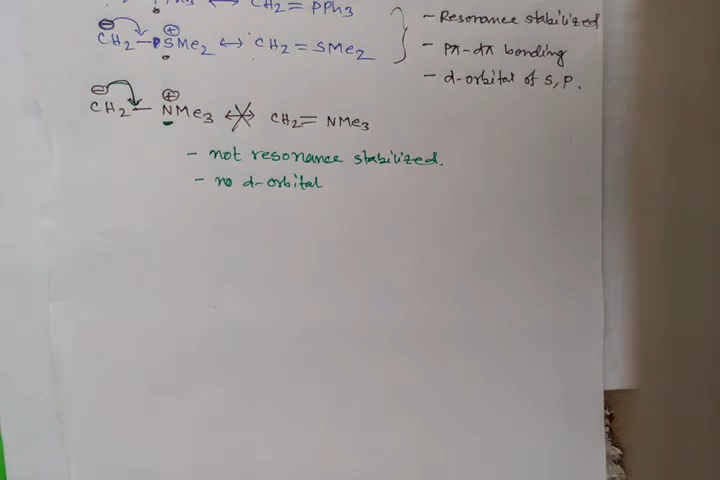 CH2=PPh3
⊖CH2–⊕SMe2 ↔ CH2=SMe2
- Resonance stabilized
- pπ-dπ bonding
- d-orbital of S, P.
⊖CH2–⊕NMe3 ↔ CH2=NMe3
- not resonance stabilized.
- no d-orbital